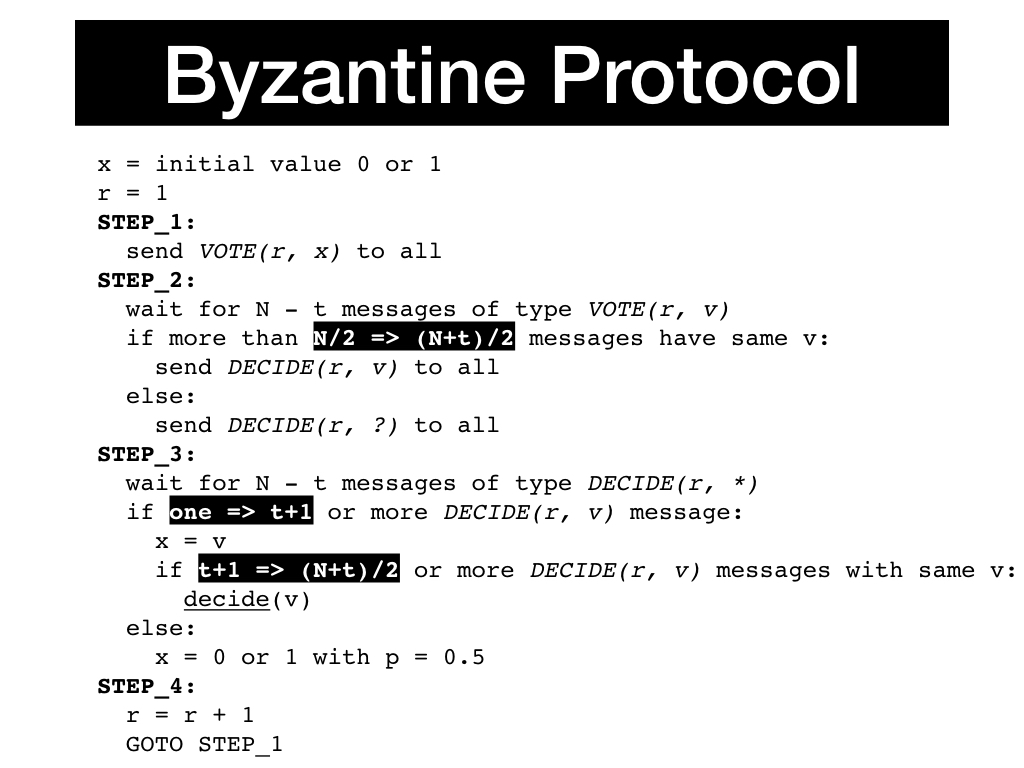 Byzantine Protocol
x = initial value 0 or 1
r = 1
STEP_1:
send VOTE(r, x) to all
STEP_2:
wait for N - t messages of type VOTE(r, v)
if more than N/2 => (N+t)/2 messages have same v:
send DECIDE(r, v) to all
else:
send DECIDE(r, ?) to all
STEP_3:
wait for N - t messages of type DECIDE(r, *)
if one => t+1 or more DECIDE(r, v) message:
x = v
if t+1 => (N+t)/2 or more DECIDE(r, v) messages with same v:
decide(v)
else:
x = 0 or 1 with p = 0.5
STEP_4:
r = r + 1
GOTO STEP_1